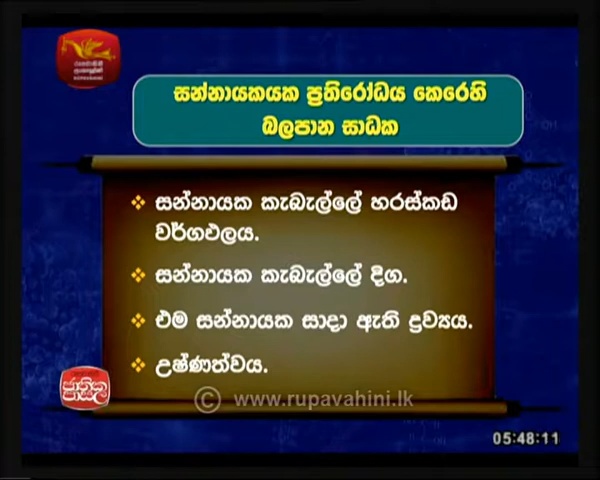 සන්නායකයක ප්‍රතිරෝධය කෙරෙහි
බලපාන සාධක
සන්නායක කැබැල්ලේ හරස්කඩ
වර්ගඵලය.
සන්නායක කැබැල්ලේ දිග.
එම සන්නායක සාදා ඇති ද්‍රව්‍යය.
උෂ්ණත්වය.
ජාතික
පාසල
© www.rupavahini.lk
05:48:11